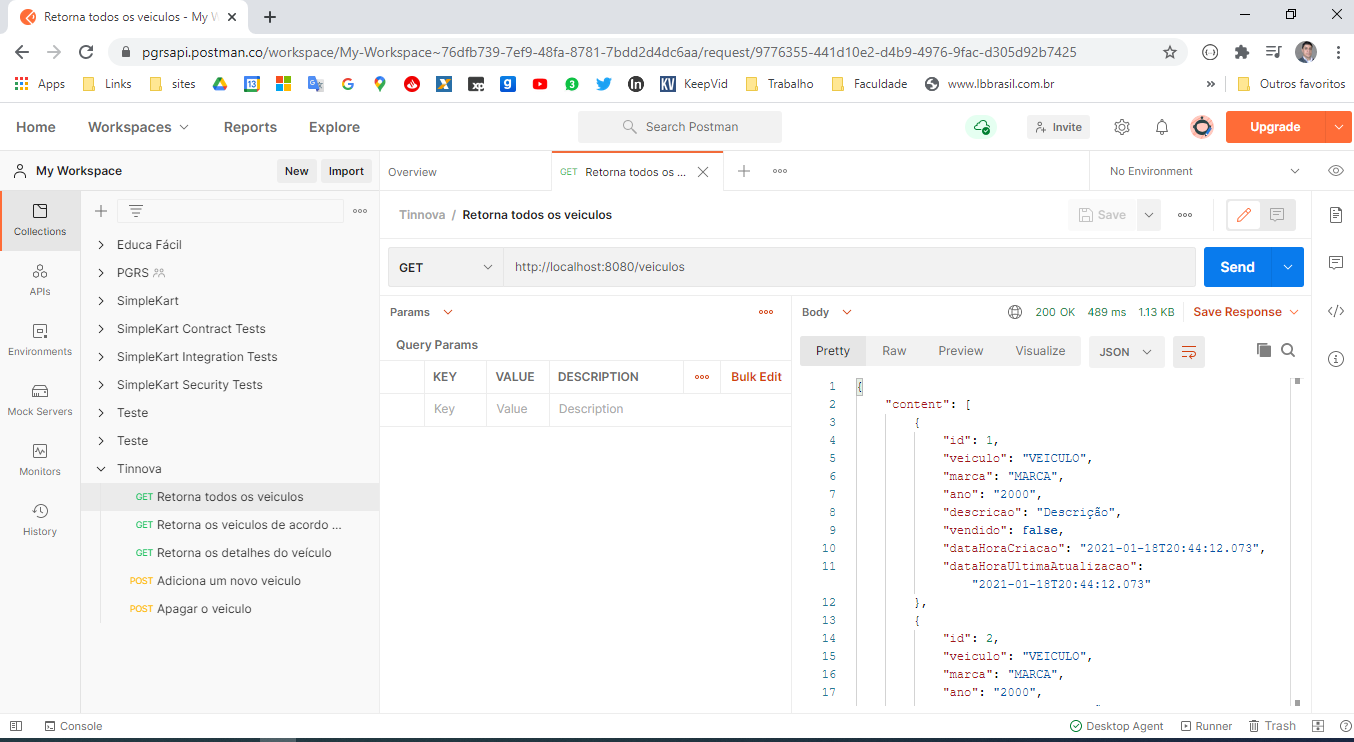 Retorna todos os veiculos - My W
pgrsapi.postman.co/workspace/My-Workspace~76dfb739-7ef9-48fa-8781-7bdd2d4dc6aa/request/9776355-441d10e2-d4b9-4976-9fac-d305d92b7425
Apps Links sites 13 xp g 3 in KV KeepVid Trabalho Faculdade www.lbbrasil.com.br » Outros favoritos
Home Workspaces Reports Explore Search Postman Invite Upgrade
My Workspace New Import Overview GET Retorna todos os ... No Environment
Collections
APIs
Environments
Mock Servers
Monitors
History
Educa Fácil
PGRS
SimpleKart
SimpleKart Contract Tests
SimpleKart Integration Tests
SimpleKart Security Tests
Teste
Teste
Tinnova
GET Retorna todos os veiculos
GET Retorna os veiculos de acordo ...
GET Retorna os detalhes do veículo
POST Adiciona um novo veiculo
POST Apagar o veiculo
Tinnova / Retorna todos os veiculos Save
GET http://localhost:8080/veiculos Send
Params
Query Params
KEY VALUE DESCRIPTION Bulk Edit
Key Value Description
Body 200 OK 489 ms 1.13 KB Save Response
Pretty Raw Preview Visualize JSON
1 {
2 "content": [
3 {
4 "id": 1,
5 "veiculo": "VEICULO",
6 "marca": "MARCA",
7 "ano": "2000",
8 "descricao": "Descrição",
9 "vendido": false,
10 "dataHoraCriacao": "2021-01-18T20:44:12.073",
11 "dataHoraUltimaAtualizacao":
"2021-01-18T20:44:12.073"
12 },
13 {
14 "id": 2,
15 "veiculo": "VEICULO",
16 "marca": "MARCA",
17 "ano": "2000",
Console Desktop Agent Runner Trash